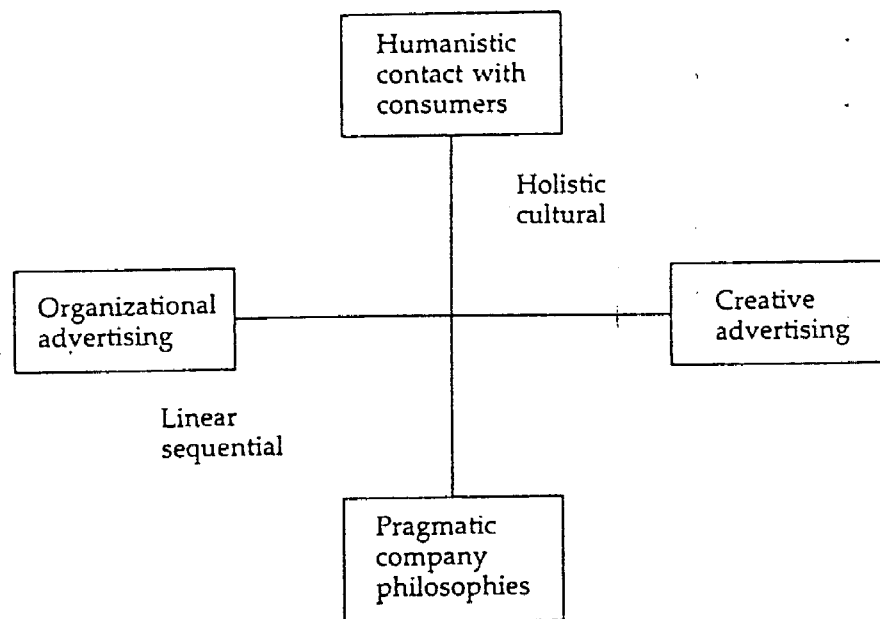 Humanistic
contact with
consumers
Holistic
cultural
Organizational
advertising
Creative
advertising
Linear
sequential
Pragmatic
company
philosophies